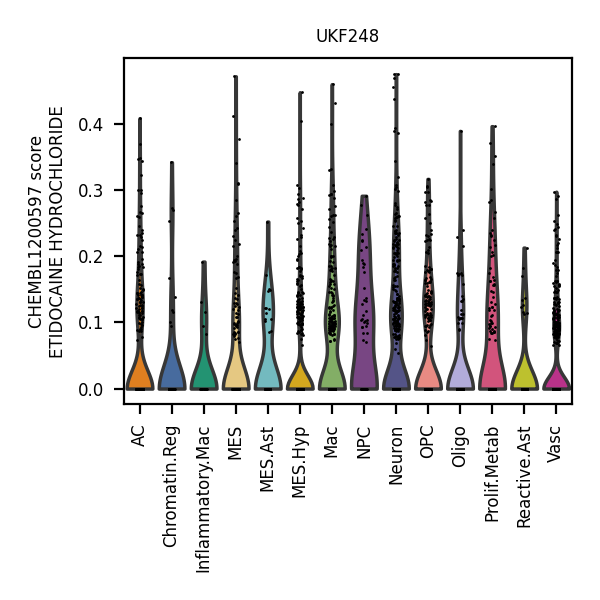 UKF248
CHEMBL1200597 score
ETIDOCAINE HYDROCHLORIDE
0.4
0.3
0.2
0.1
0.0
AC
Chromatin.Reg
Inflammatory.Mac
MES
MES.Ast
MES.Hyp
Mac
NPC
Neuron
OPC
Oligo
Prolif.Metab
Reactive.Ast
Vasc